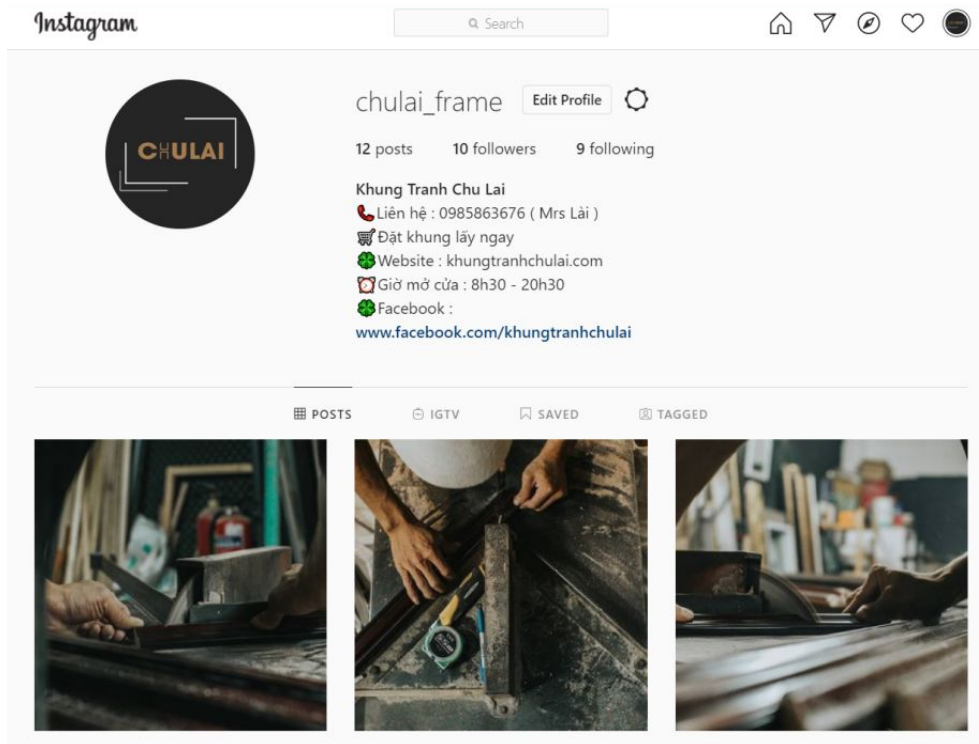 Instagram
Search
chulai_frame Edit Profile
CHULAI
12 posts 10 followers 9 following
Khung Tranh Chu Lai
Liên hệ : 0985863676 ( Mrs Lài )
Đặt khung lấy ngay
Website : khungtranhchulai.com
Giờ mở cửa : 8h30 - 20h30
Facebook :
www.facebook.com/khungtranhchulai
POSTS IGTV SAVED TAGGED